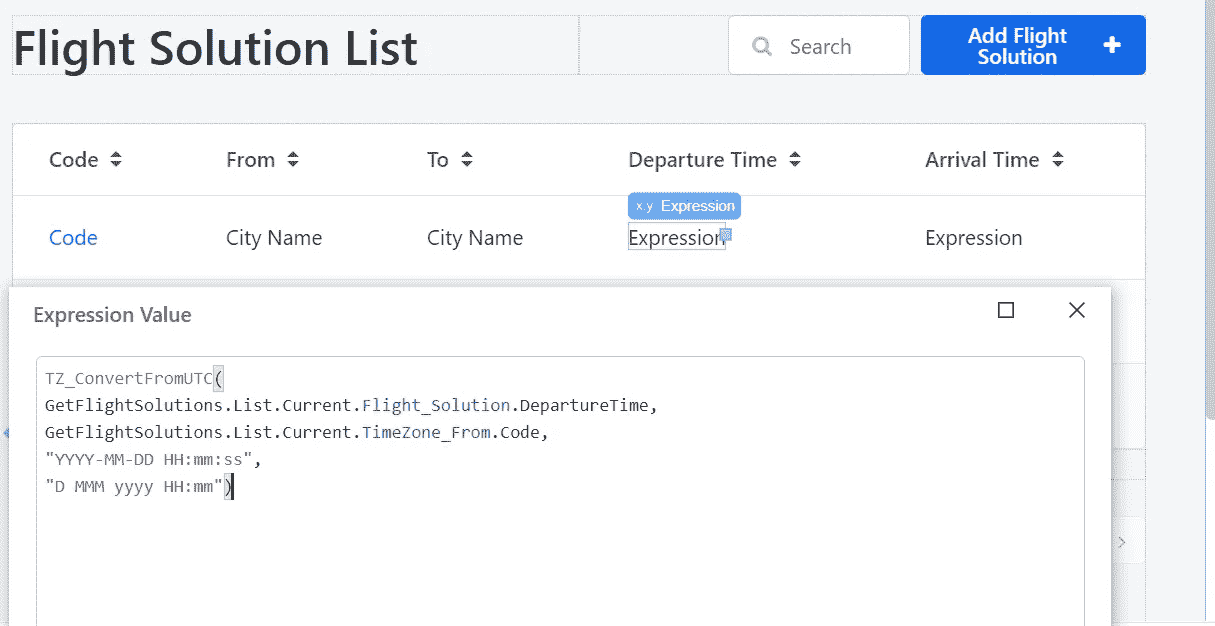 Flight Solution List
Search
Add Flight
Solution
Code
From
To
Departure Time
Arrival Time
x.y Expression
Code
City Name
City Name
Expression
Expression
Expression Value
TZ_ConvertFromUTC(
GetFlightSolutions.List.Current.Flight_Solution.DepartureTime,
GetFlightSolutions.List.Current.TimeZone_From.Code,
"YYYY-MM-DD HH:mm:ss",
"D MMM yyyy HH:mm")